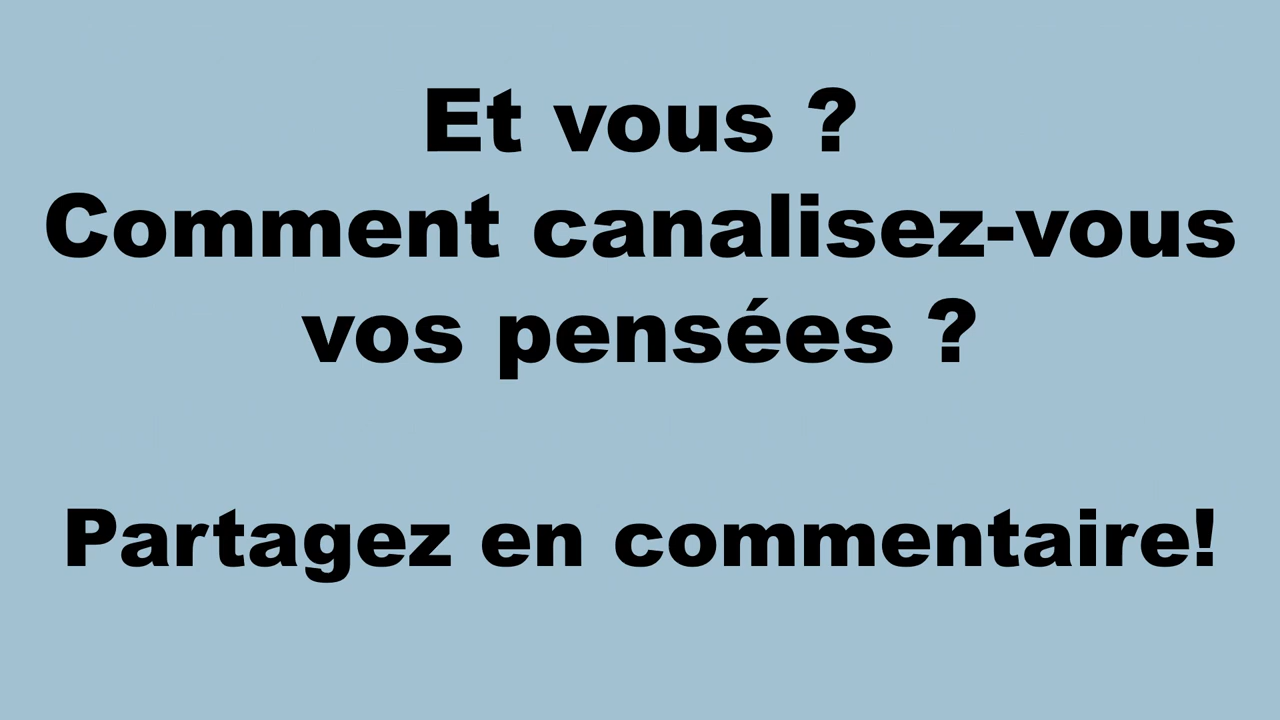 Et vous ?
Comment canalisez-vous
vos pensées ?
Partagez en commentaire!